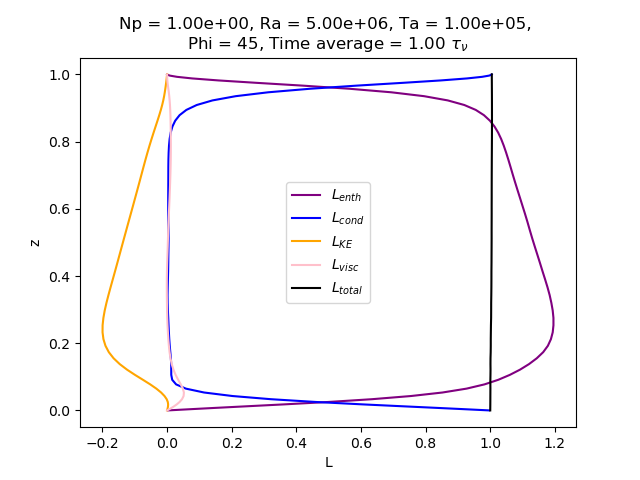 Np = 1.00e+00, Ra = 5.00e+06, Ta = 1.00e+05,
Phi = 45, Time average = 1.00 τ_ν
1.0
0.8
0.6
0.4
0.2
0.0
z
L_enth
L_cond
L_KE
L_visc
L_total
−0.2 0.0 0.2 0.4 0.6 0.8 1.0 1.2
L